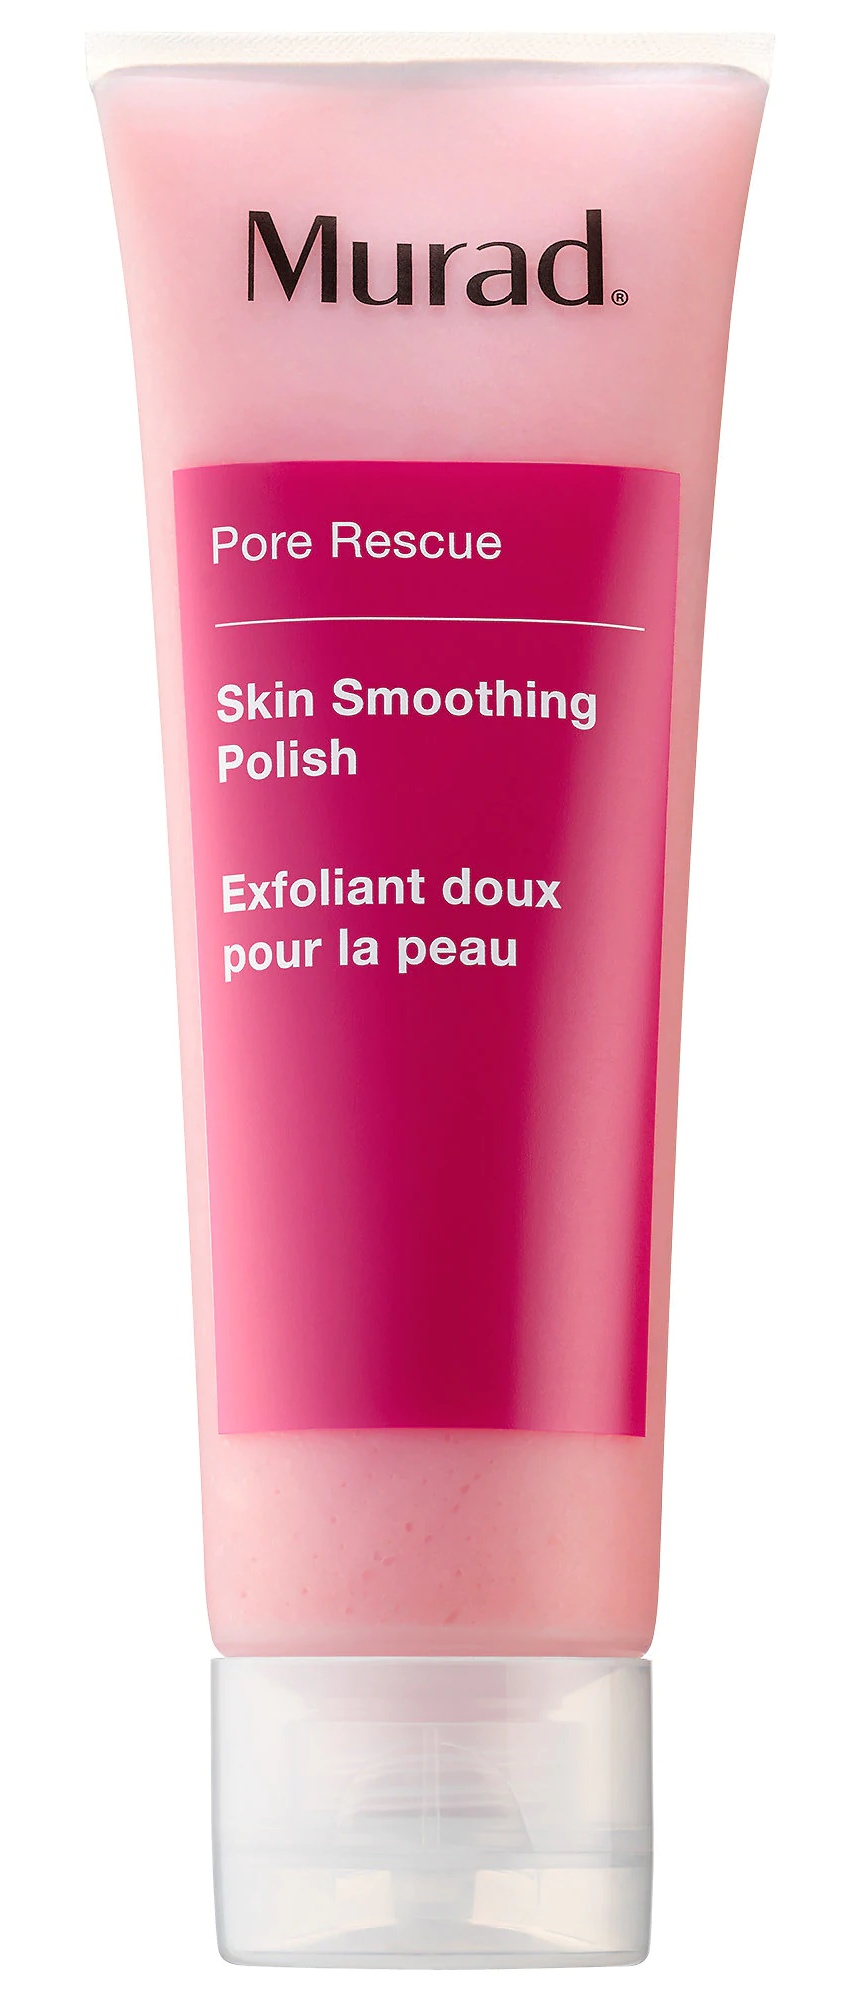 Murad®
Pore Rescue
Skin Smoothing
Polish
Exfoliant doux
pour la peau